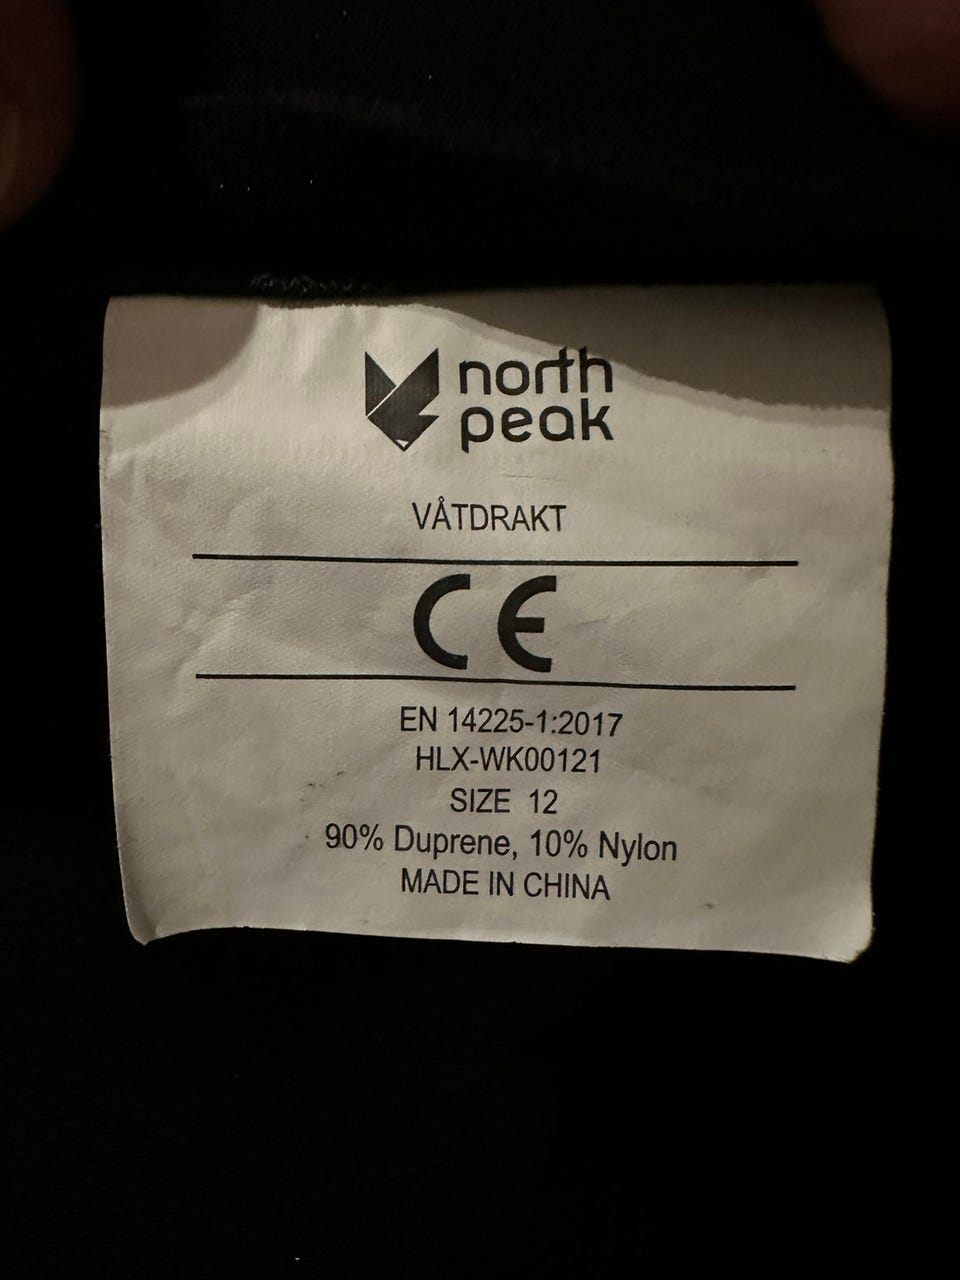 north
peak
VÅTDRAKT
CE
EN 14225-1:2017
HLX-WK00121
SIZE 12
90% Duprene, 10% Nylon
MADE IN CHINA